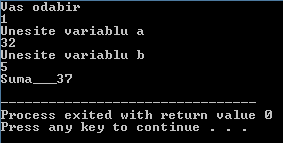 Vas odabir
1
Unesite variablu a
32
Unesite variablu b
5
Suma___37
--------------------------------
Process exited with return value 0
Press any key to continue . . .